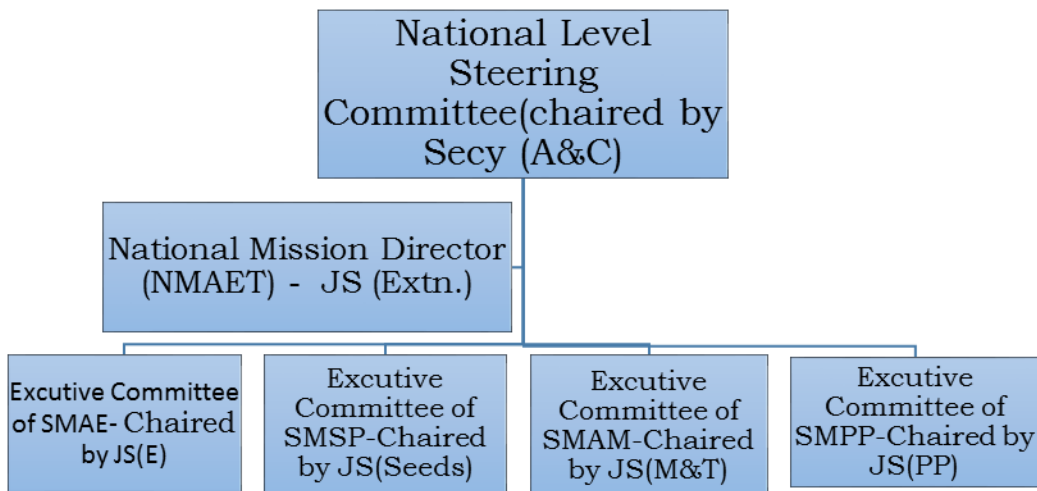 National Level
Steering
Committee(chaired by
Secy (A&C)
National Mission Director
(NMAET) - JS (Extn.)
Excutive Committee
of SMAE- Chaired
by JS(E)
Excutive
Committee of
SMSP-Chaired
by JS(Seeds)
Excutive
Committee of
SMAM-Chaired
by JS(M&T)
Excutive
Committee of
SMPP-Chaired by
JS(PP)